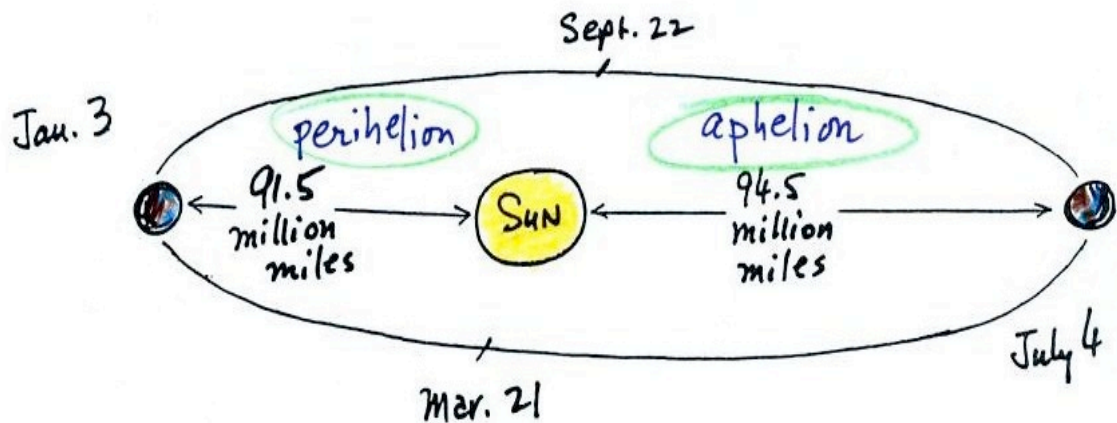 Sept. 22
Jan. 3
perihelion
aphelion
91.5
million
miles
SUN
94.5
million
miles
July 4
Mar. 21